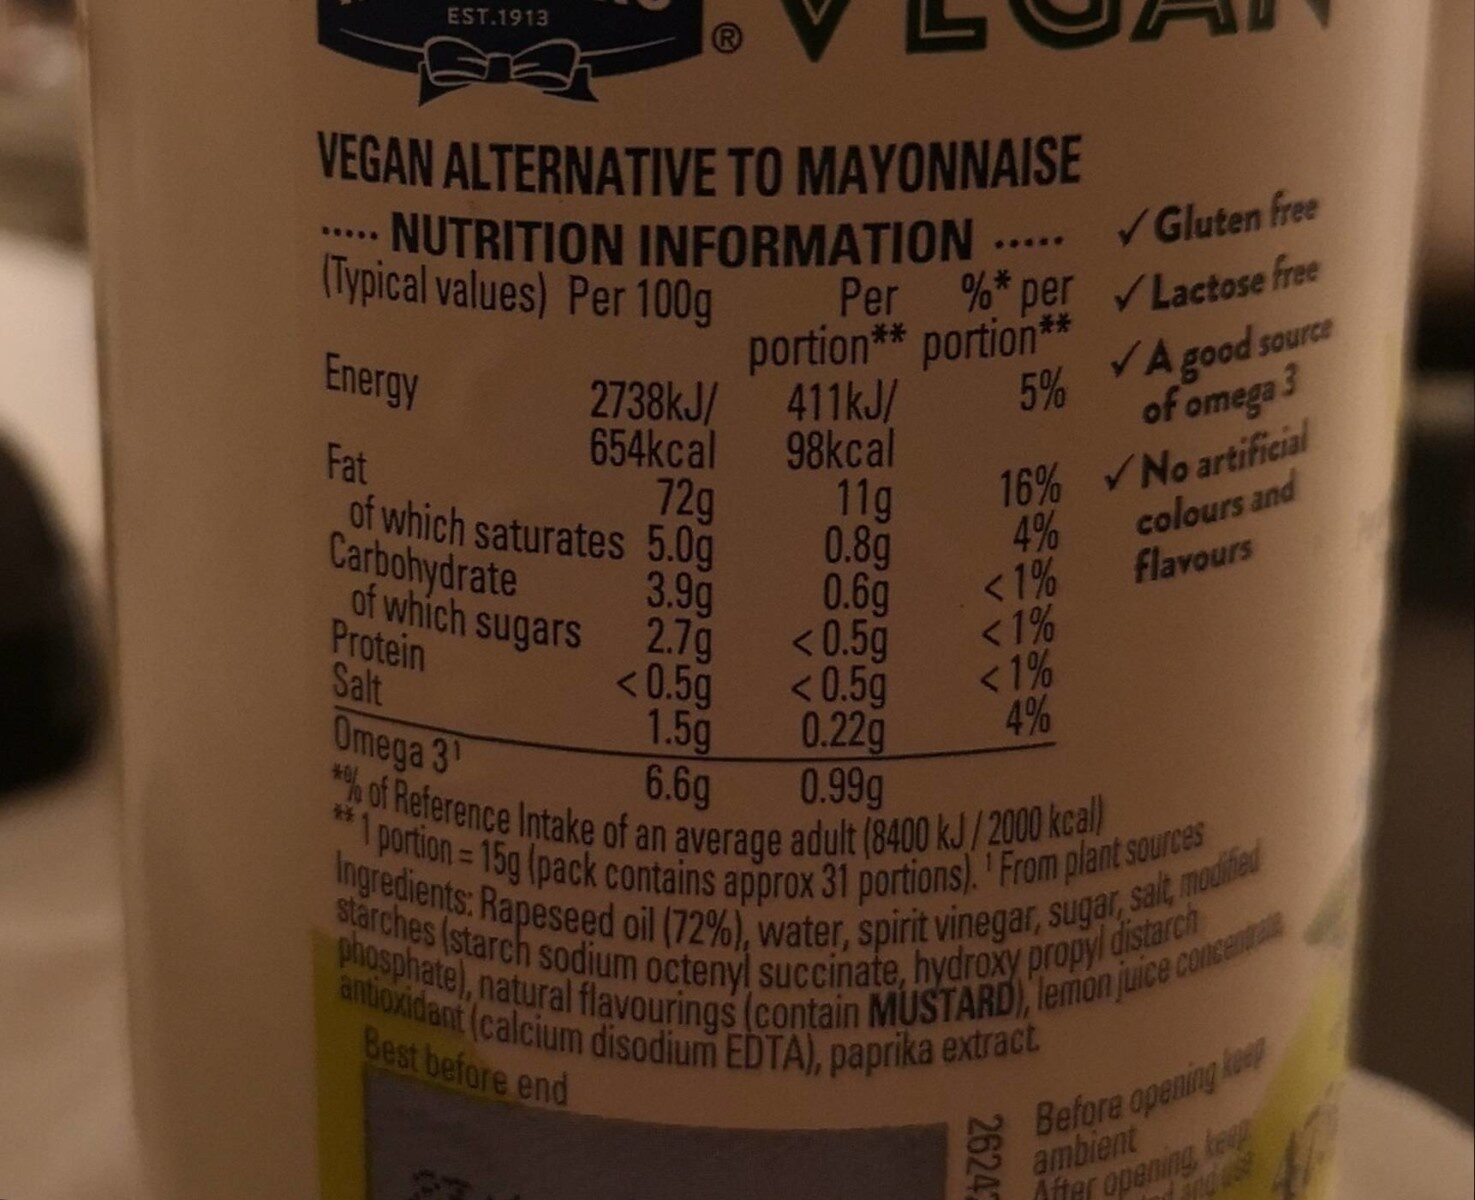 EST.1913
® VEGAN
VEGAN ALTERNATIVE TO MAYONNAISE
..... NUTRITION INFORMATION .....
(Typical values) Per 100g Per portion** %* per portion**
Energy 2738kJ/ 411kJ/ 5%
654kcal 98kcal
Fat 72g 11g 16%
of which saturates 5.0g 0.8g 4%
Carbohydrate 3.9g 0.6g <1%
of which sugars 2.7g <0.5g <1%
Protein <0.5g <0.5g <1%
Salt 1.5g 0.22g 4%
Omega 3¹ 6.6g 0.99g
*% of Reference Intake of an average adult (8400 kJ / 2000 kcal)
** 1 portion = 15g (pack contains approx 31 portions). ¹ From plant sources
Ingredients: Rapeseed oil (72%), water, spirit vinegar, sugar, salt, modified
starches (starch sodium octenyl succinate, hydroxy propyl distarch
phosphate), natural flavourings (contain MUSTARD), lemon juice concentrate,
antioxidant (calcium disodium EDTA), paprika extract.
✓ Gluten free
✓ Lactose free
✓ A good source
of omega 3
✓ No artificial
colours and
flavours
Best before end
Before opening keep
ambient
After opening, keep